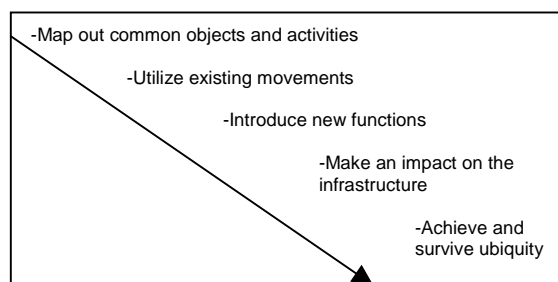 -Map out common objects and activities
-Utilize existing movements
-Introduce new functions
-Make an impact on the
infrastructure
-Achieve and
survive ubiquity